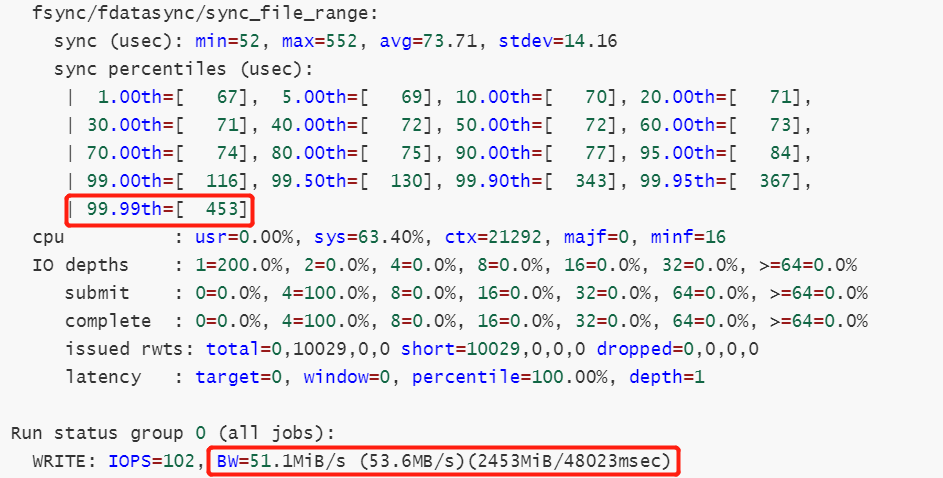 fsync/fdatasync/sync_file_range:
sync (usec): min=52, max=552, avg=73.71, stdev=14.16
sync percentiles (usec):
| 1.00th=[ 67], 5.00th=[ 69], 10.00th=[ 70], 20.00th=[ 71],
| 30.00th=[ 71], 40.00th=[ 72], 50.00th=[ 72], 60.00th=[ 73],
| 70.00th=[ 74], 80.00th=[ 75], 90.00th=[ 77], 95.00th=[ 84],
| 99.00th=[ 116], 99.50th=[ 130], 99.90th=[ 343], 99.95th=[ 367],
| 99.99th=[ 453]
cpu : usr=0.00%, sys=63.40%, ctx=21292, majf=0, minf=16
IO depths : 1=200.0%, 2=0.0%, 4=0.0%, 8=0.0%, 16=0.0%, 32=0.0%, >=64=0.0%
submit : 0=0.0%, 4=100.0%, 8=0.0%, 16=0.0%, 32=0.0%, 64=0.0%, >=64=0.0%
complete : 0=0.0%, 4=100.0%, 8=0.0%, 16=0.0%, 32=0.0%, 64=0.0%, >=64=0.0%
issued rwts: total=0,10029,0,0 short=10029,0,0,0 dropped=0,0,0,0
latency : target=0, window=0, percentile=100.00%, depth=1
Run status group 0 (all jobs):
WRITE: IOPS=102, BW=51.1MiB/s (53.6MB/s)(2453MiB/48023msec)